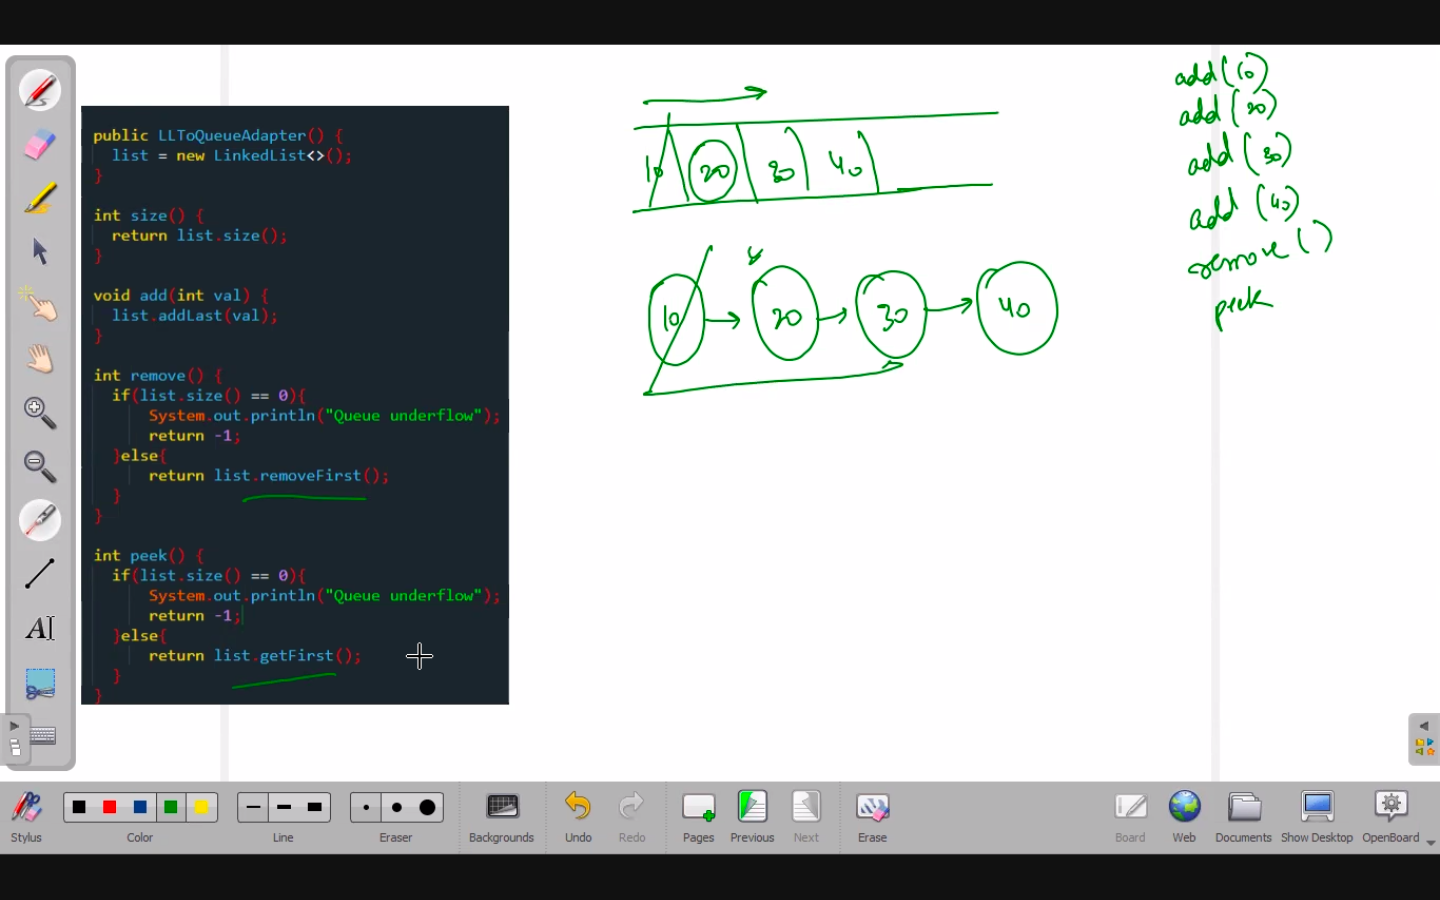 public LLToQueueAdapter() {
list = new LinkedList<>();
}
int size() {
return list.size();
}
void add(int val) {
list.addLast(val);
}
int remove() {
if(list.size() == 0){
System.out.println("Queue underflow");
return -1;
}else{
return list.removeFirst();
}
}
int peek() {
if(list.size() == 0){
System.out.println("Queue underflow");
return -1;
}else{
return list.getFirst();
}
}
10 20 30 40
10 20 30 40
add(10)
add(20)
add(30)
add(40)
remove()
peek
Stylus
Color
Line
Eraser
Backgrounds
Undo
Redo
Pages
Previous
Next
Erase
Board
Web
Documents
Show Desktop
OpenBoard